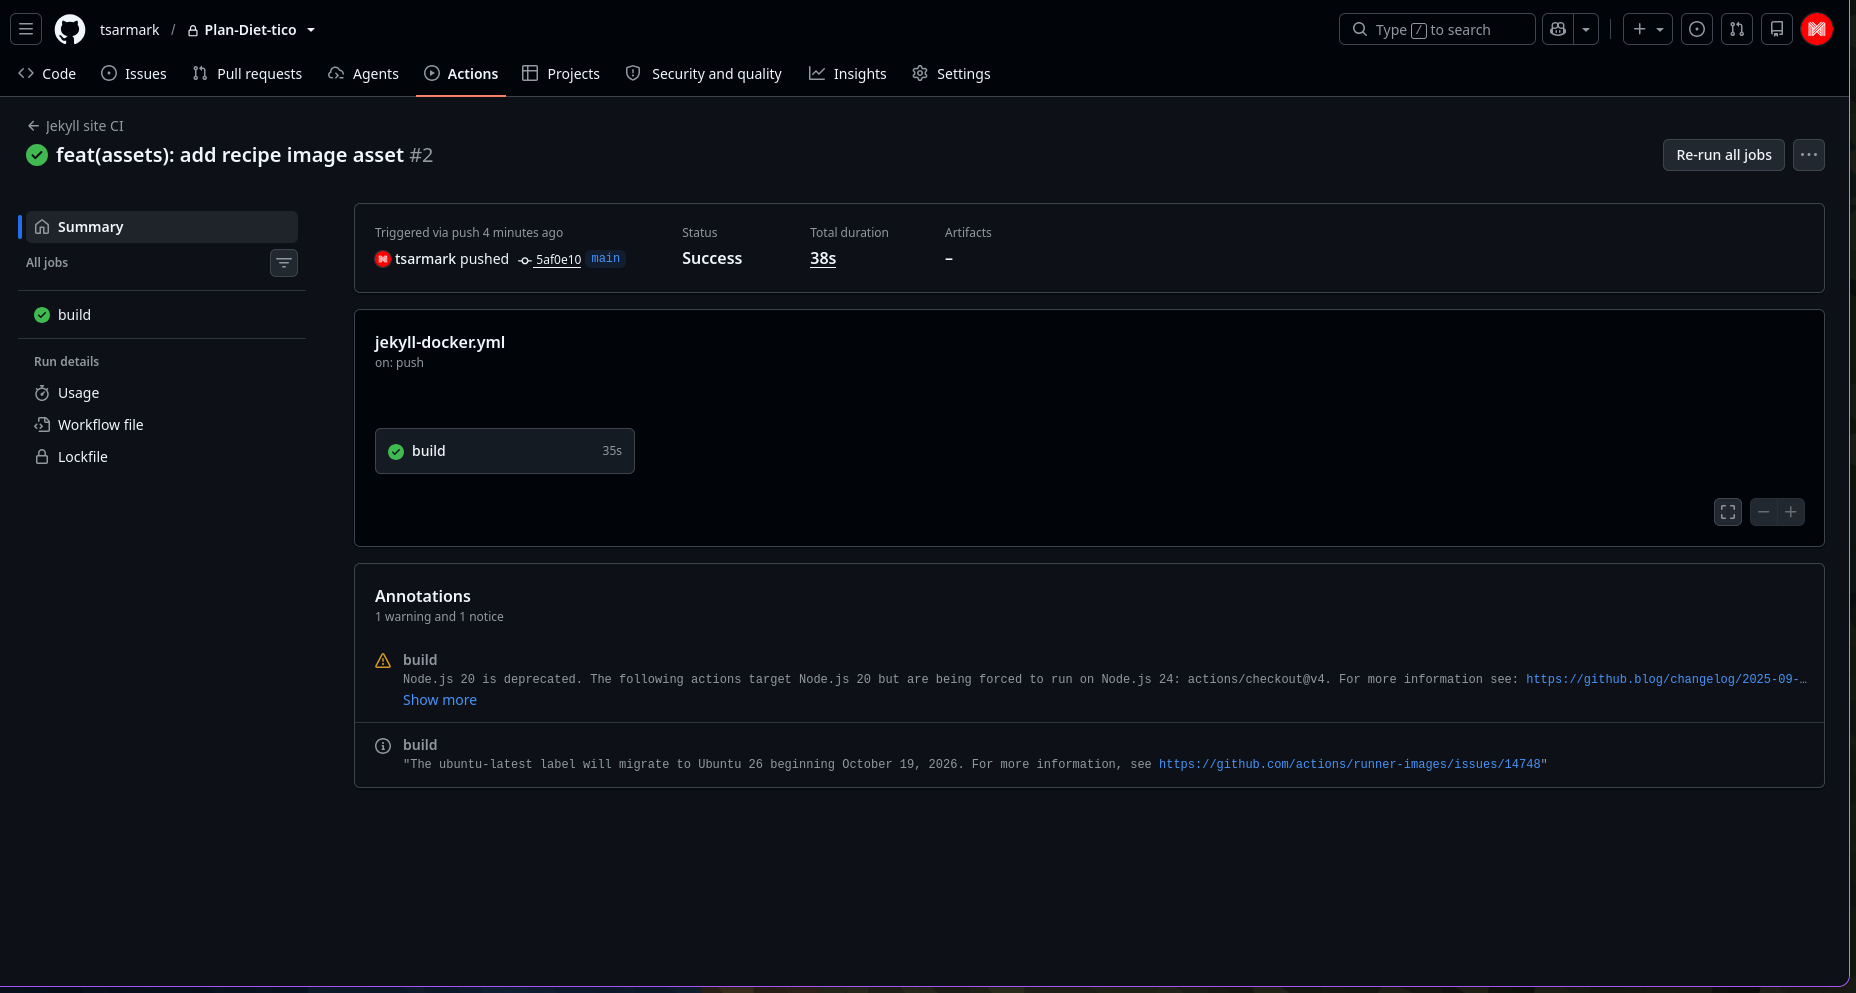 tsarmark / Plan-Diet-tico
Type / to search
Code Issues Pull requests Agents Actions Projects Security and quality Insights Settings
Jekyll site CI
feat(assets): add recipe image asset #2
Re-run all jobs
Summary
All jobs
build
Run details
Usage
Workflow file
Lockfile
Triggered via push 4 minutes ago
tsarmark pushed 5af0e10 main
Status
Success
Total duration
38s
Artifacts
–
jekyll-docker.yml
on: push
build 35s
Annotations
1 warning and 1 notice
build
Node.js 20 is deprecated. The following actions target Node.js 20 but are being forced to run on Node.js 24: actions/checkout@v4. For more information see: https://github.blog/changelog/2025-09-…
Show more
build
"The ubuntu-latest label will migrate to Ubuntu 26 beginning October 19, 2026. For more information, see https://github.com/actions/runner-images/issues/14748"